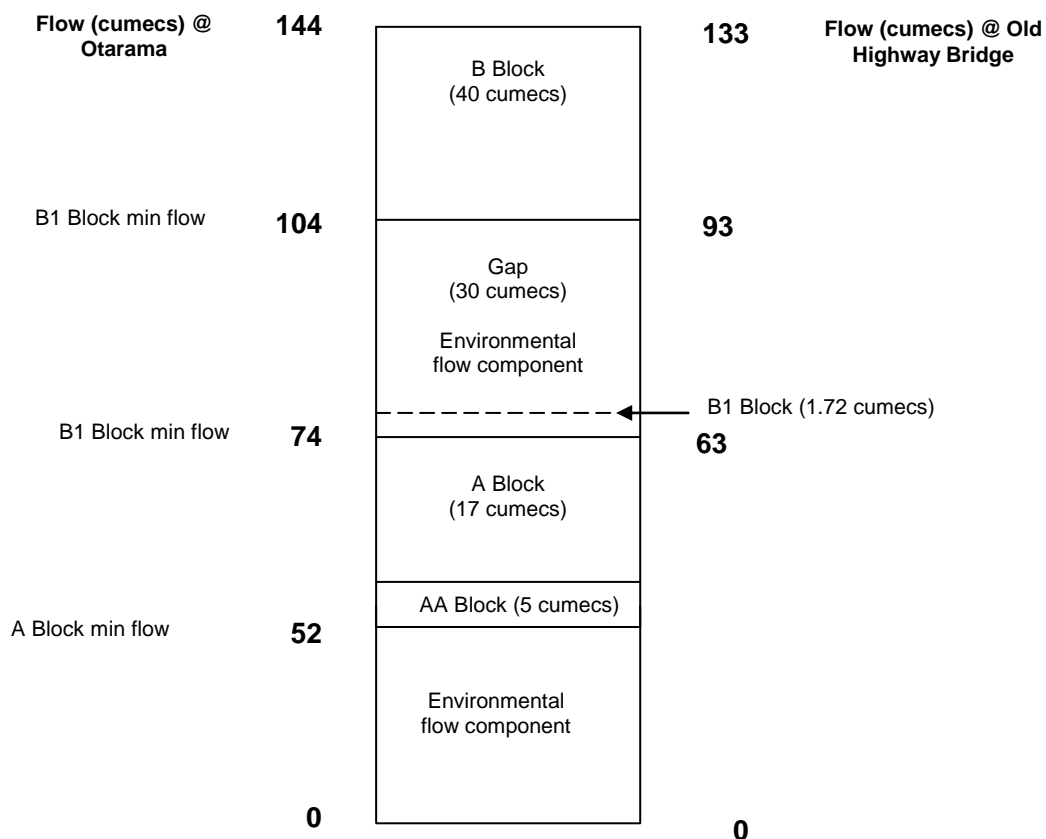 Flow (cumecs) @
Otarama
144
133
Flow (cumecs) @ Old
Highway Bridge
B Block
(40 cumecs)
B1 Block min flow
104
93
Gap
(30 cumecs)
Environmental
flow component
B1 Block (1.72 cumecs)
B1 Block min flow
74
63
A Block
(17 cumecs)
AA Block (5 cumecs)
A Block min flow
52
Environmental
flow component
0
0